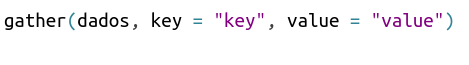 gather(dados, key = "key", value = "value")